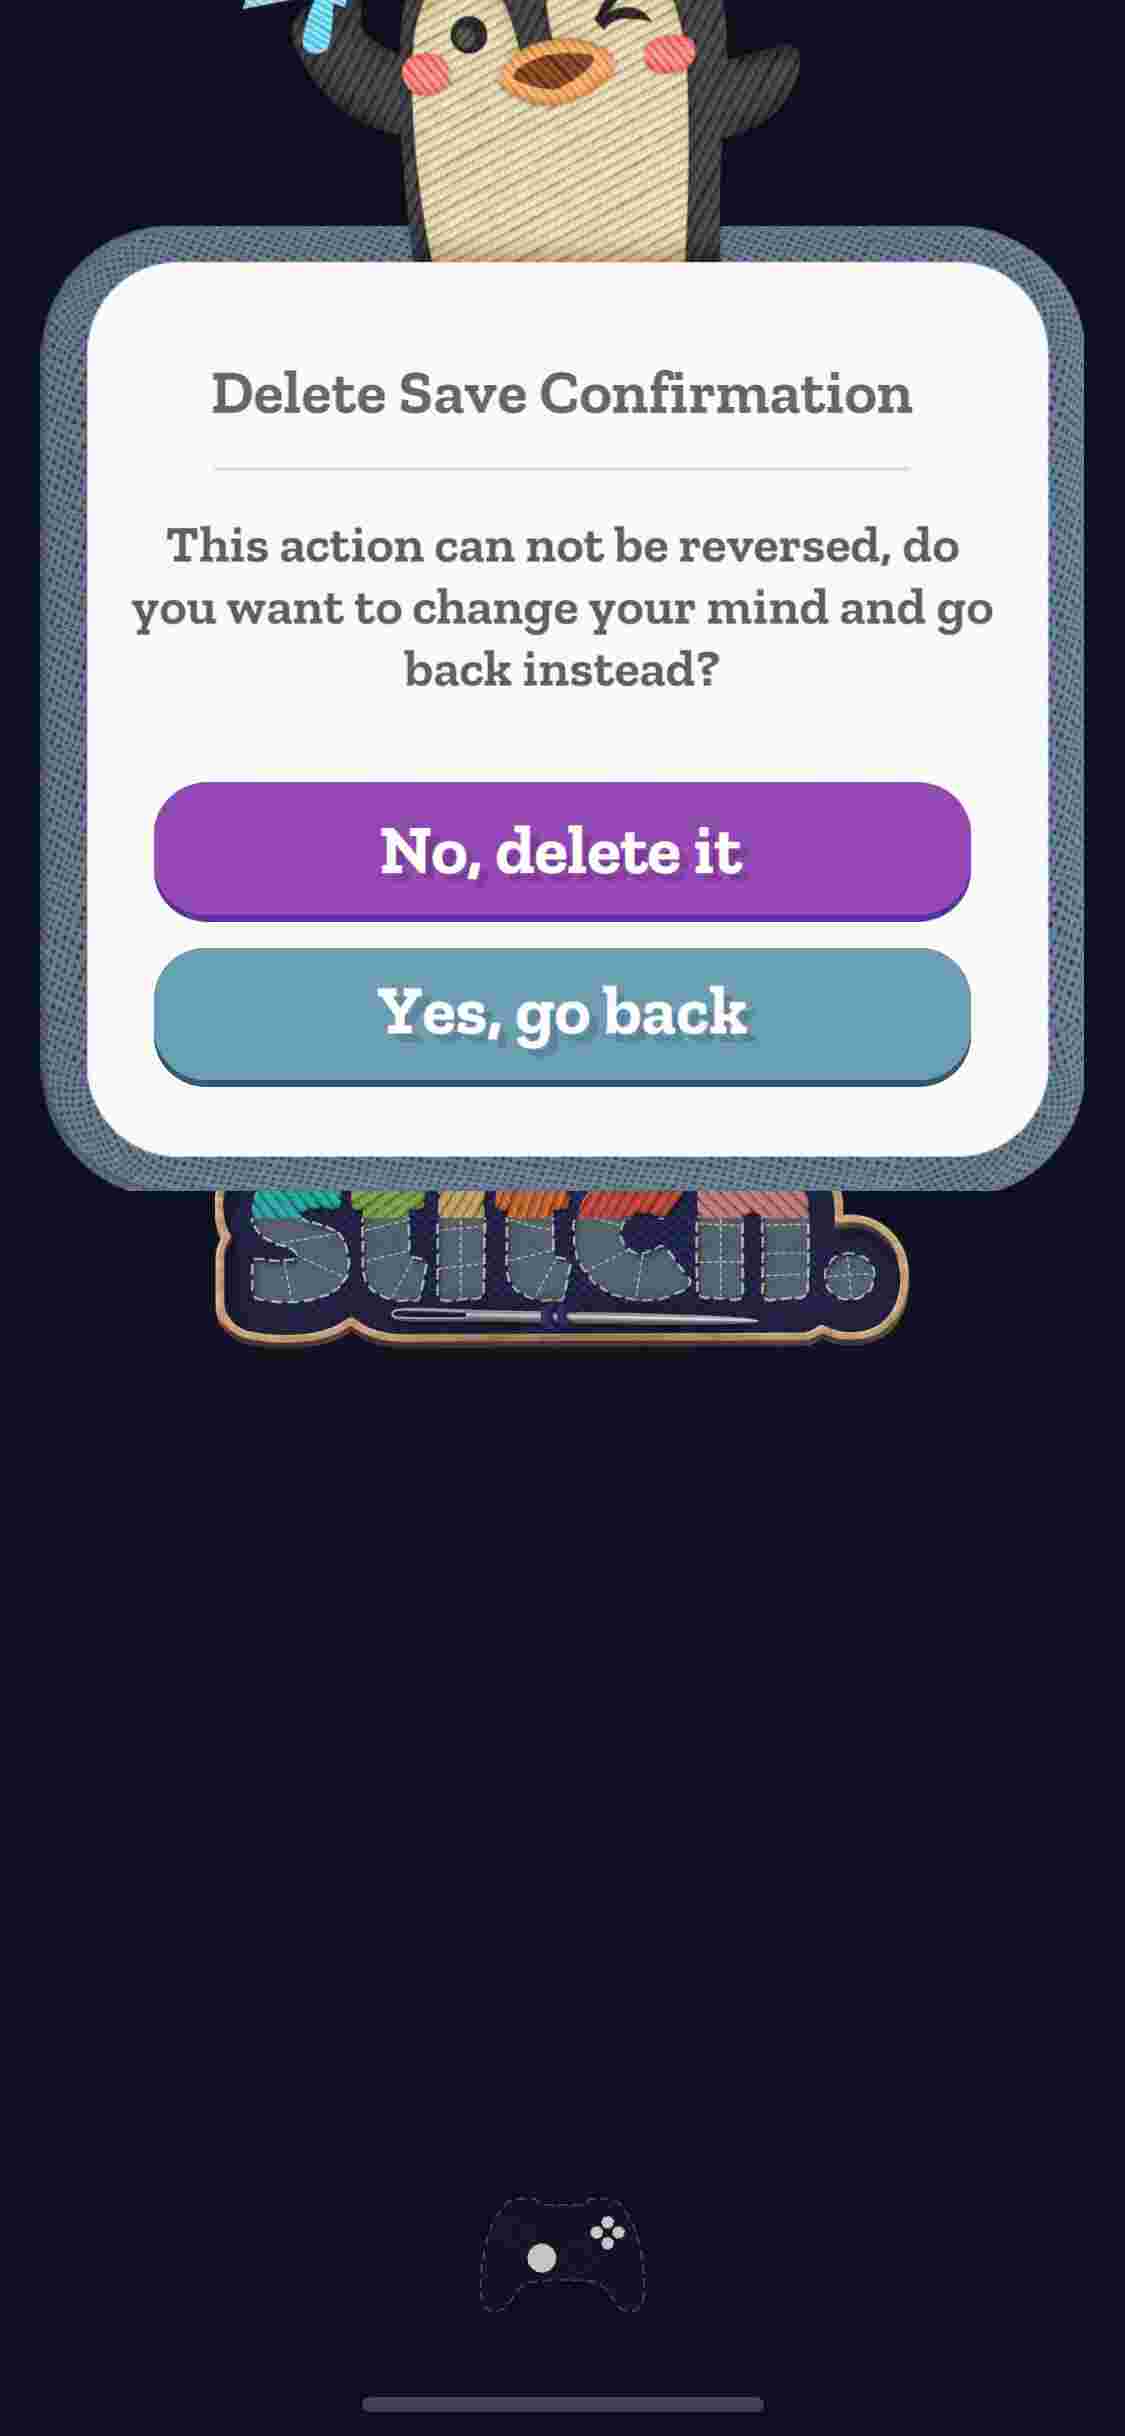 Delete Save Confirmation
This action can not be reversed, do
you want to change your mind and go
back instead?
No, delete it
Yes, go back
stitch.